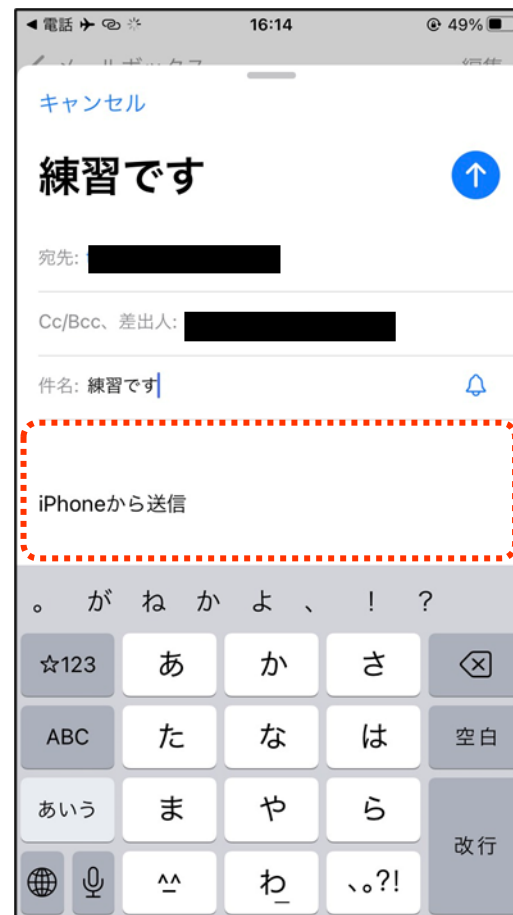 ◀電話 16:14 49%
キャンセル
練習です
宛先:
Cc/Bcc、差出人:
件名: 練習です
iPhoneから送信
。 が ね か よ 、 ! ?
☆123 あ か さ
ABC た な は 空白
あいう ま や ら
改行
^^ わ 、。?!